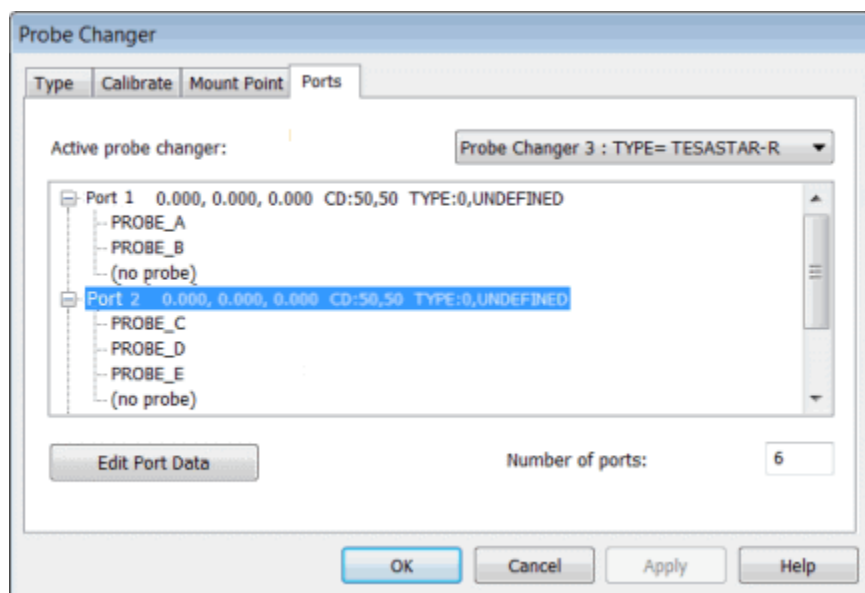 Probe Changer
Type Calibrate Mount Point Ports
Active probe changer: Probe Changer 3 : TYPE= TESASTAR-R
Port 1 0.000, 0.000, 0.000 CD:50,50 TYPE:0,UNDEFINED
PROBE_A
PROBE_B
(no probe)
Port 2 0.000, 0.000, 0.000 CD:50,50 TYPE:0,UNDEFINED
PROBE_C
PROBE_D
PROBE_E
(no probe)
Edit Port Data Number of ports: 6
OK Cancel Apply Help